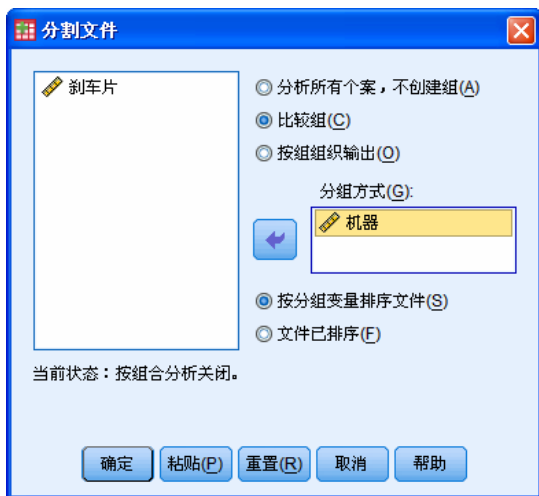 分割文件
刹车片
分析所有个案，不创建组(A)
比较组(C)
按组组织输出(O)
分组方式(G):
机器
按分组变量排序文件(S)
文件已排序(F)
当前状态：按组合分析关闭。
确定 粘贴(P) 重置(R) 取消 帮助